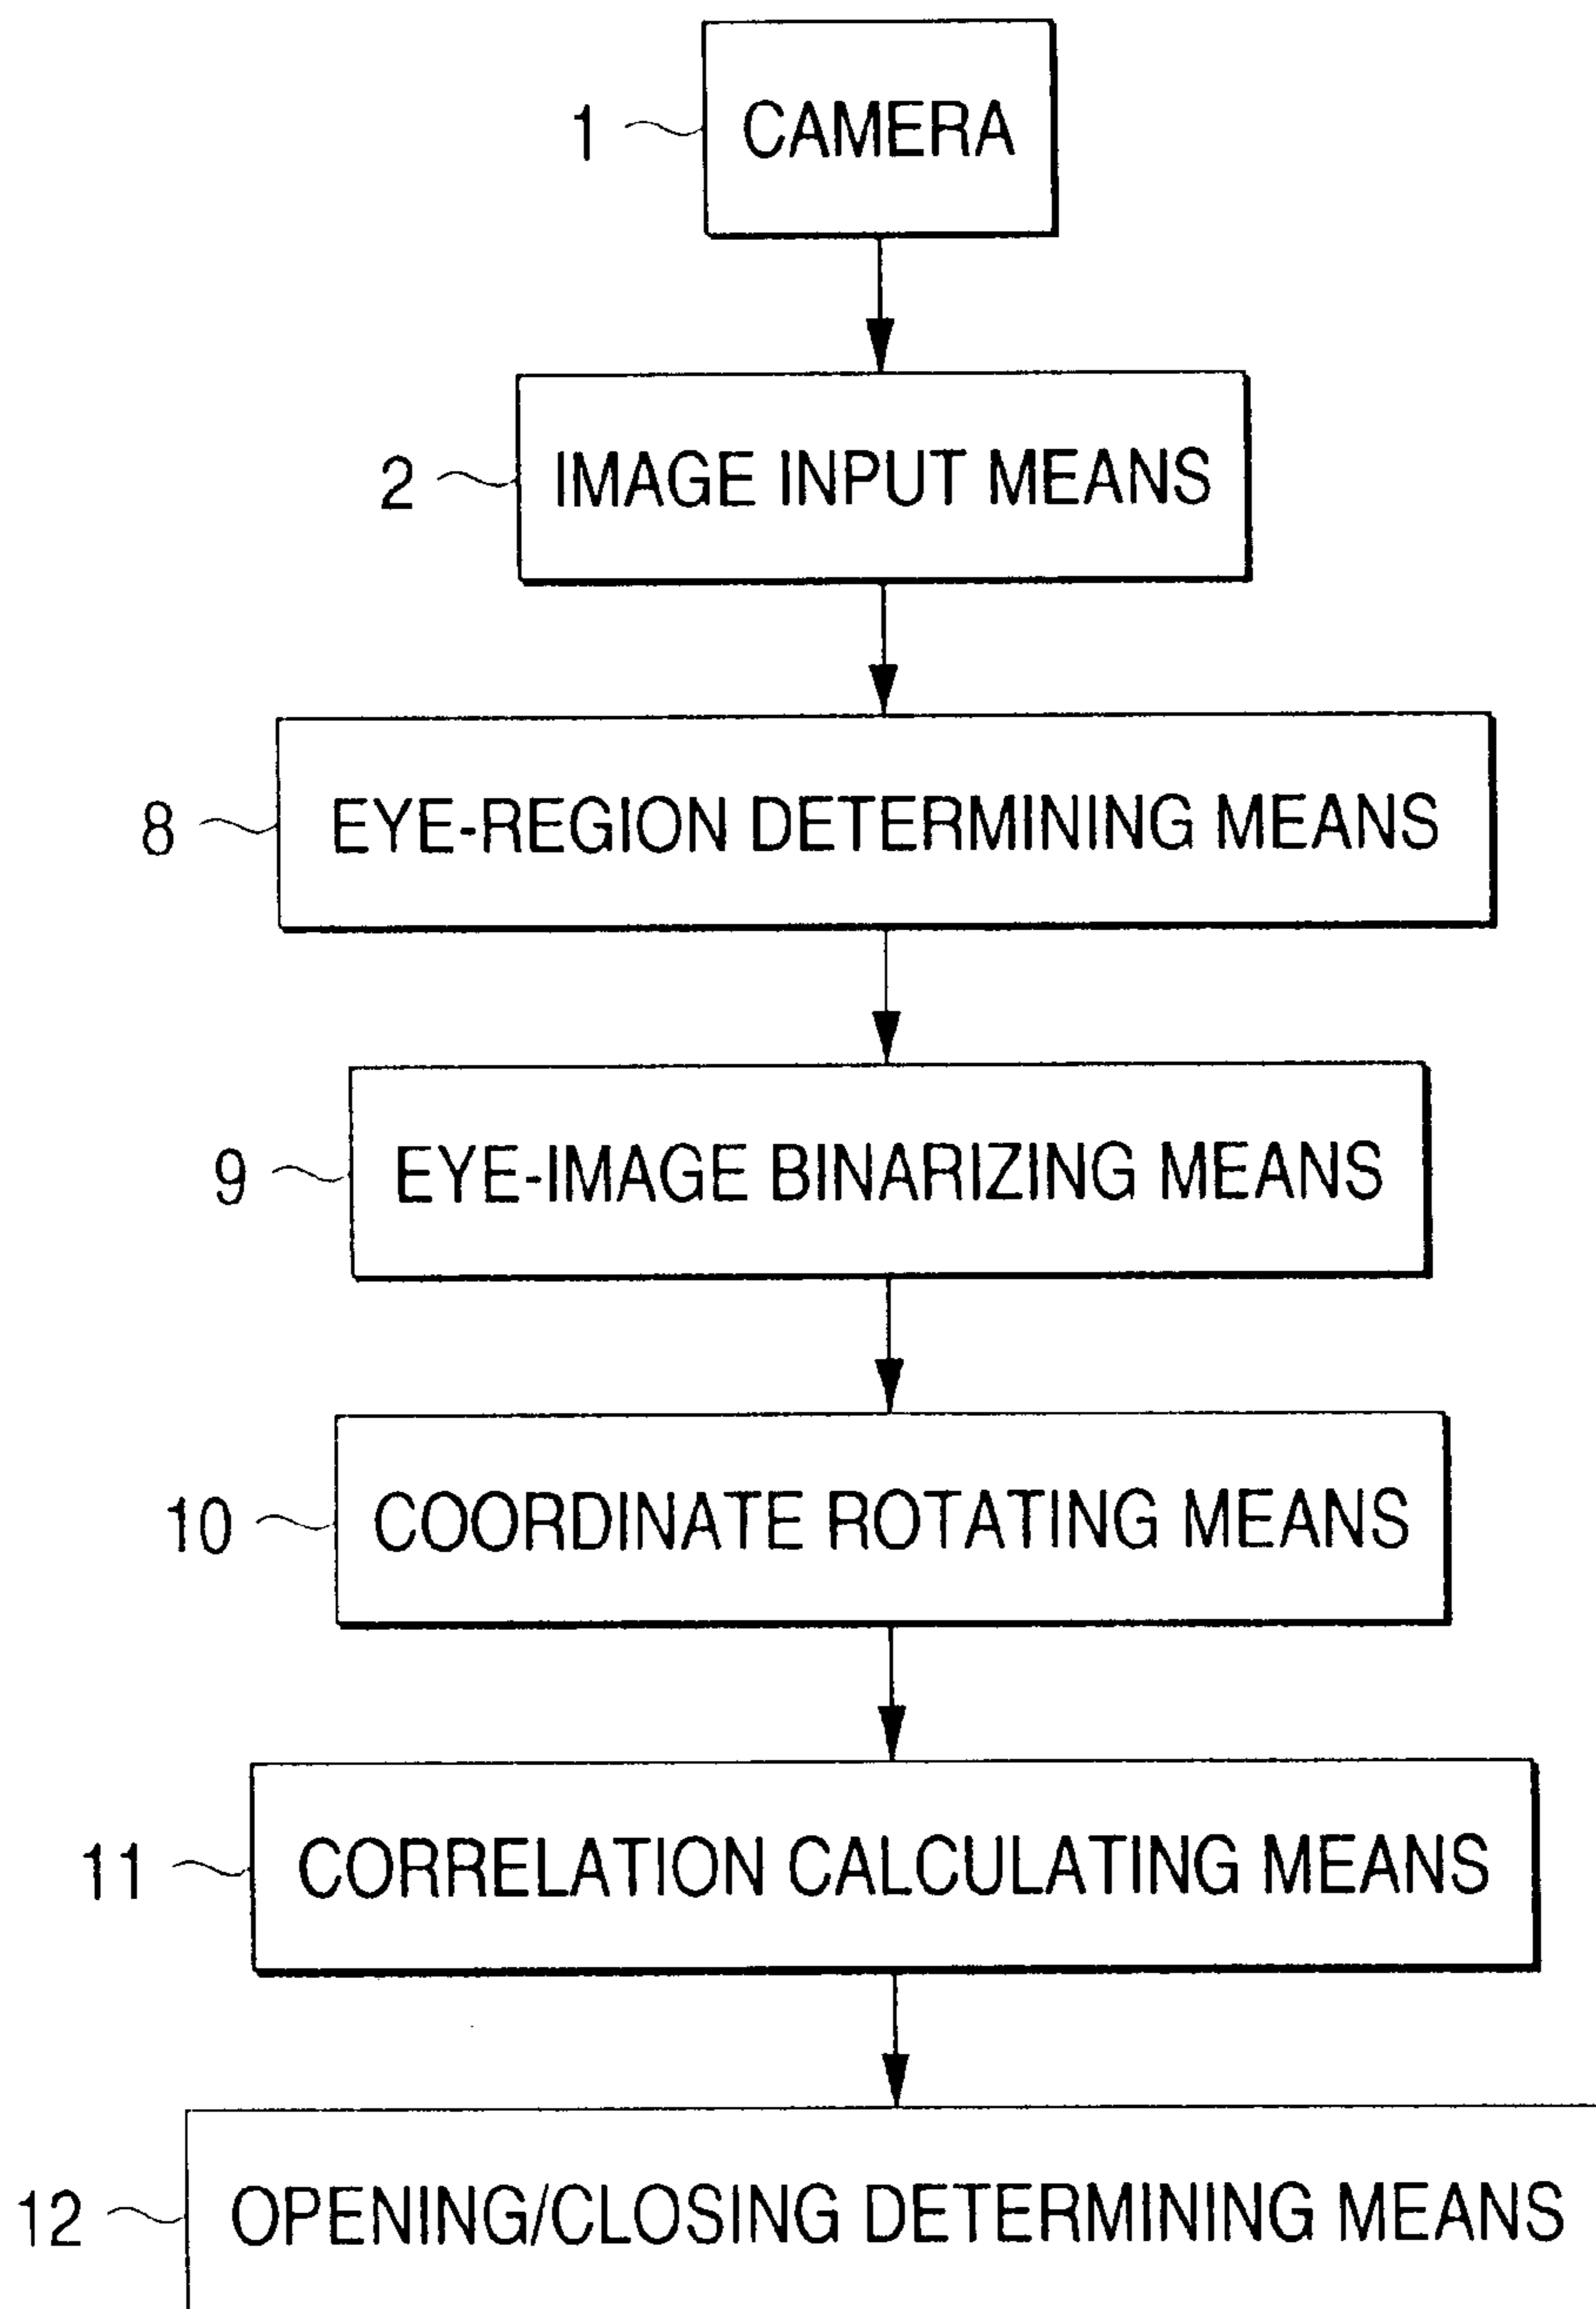 1 CAMERA
2 IMAGE INPUT MEANS
8 EYE-REGION DETERMINING MEANS
9 EYE-IMAGE BINARIZING MEANS
10 COORDINATE ROTATING MEANS
11 CORRELATION CALCULATING MEANS
12 OPENING/CLOSING DETERMINING MEANS